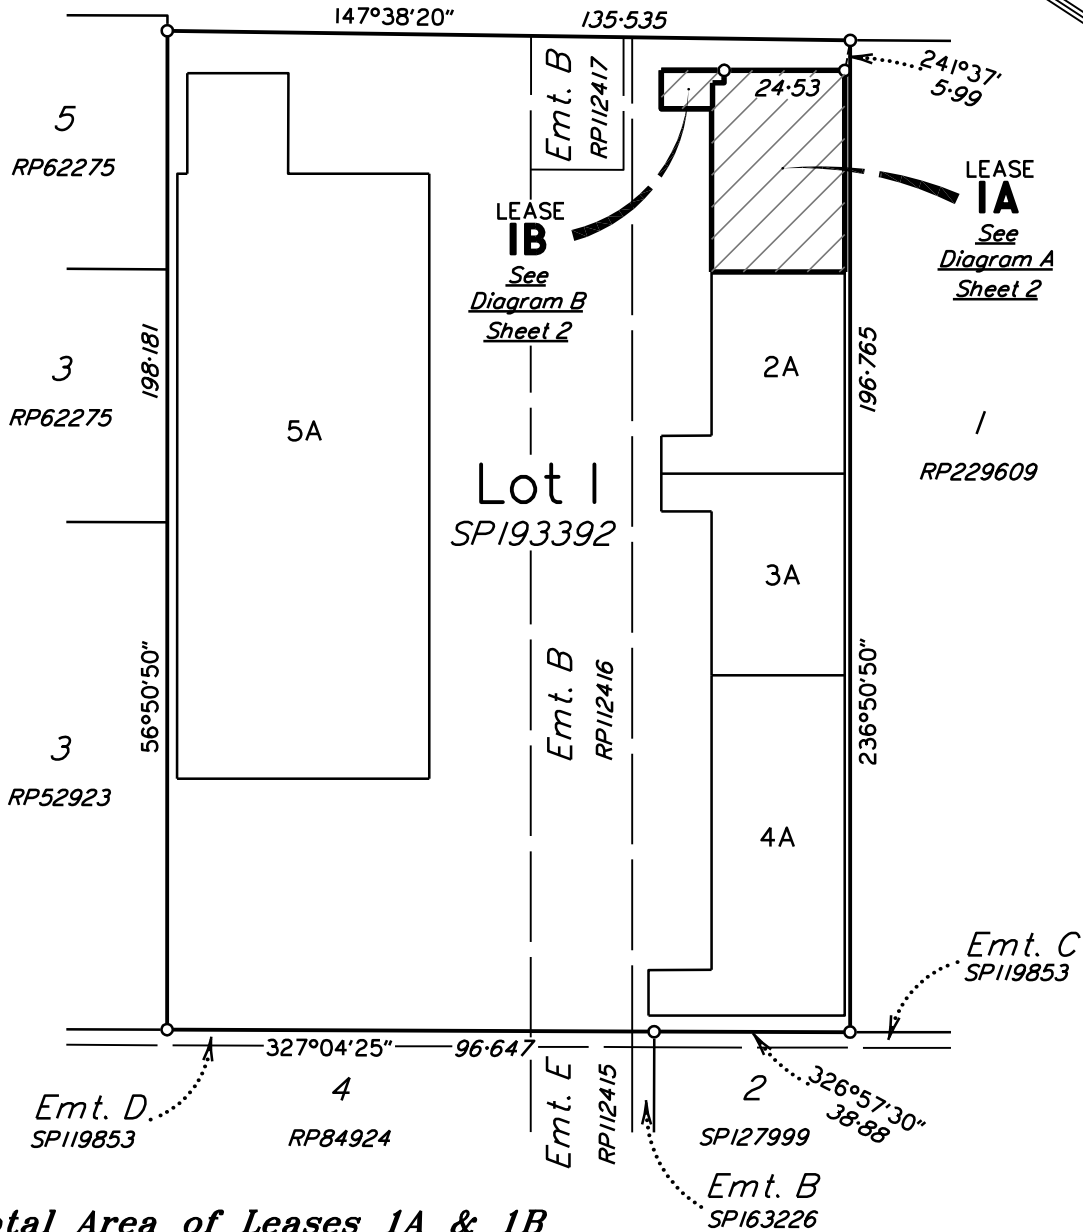 147°38'20"
135·535
241°37'
5·99
Emt. B
RP112417
24·53
5
RP62275
LEASE
1A
See
Diagram A
Sheet 2
LEASE
1B
See
Diagram B
Sheet 2
198·181
196·765
3
RP62275
2A
1
RP229609
5A
Lot 1
SP193392
3A
56°50'50"
236°50'50"
Emt. B
RP112416
3
RP52923
4A
Emt. C
SP119853
327°04'25"
96·647
326°57'30"
38·88
Emt. D
SP119853
4
RP84924
Emt. E
RP112415
2
SP127999
Emt. B
SP163226
otal Area of Leases 1A & 1B